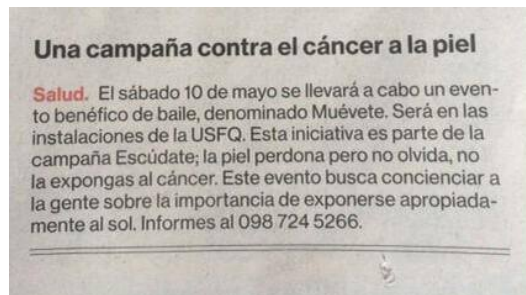 Una campaña contra el cáncer a la piel
Salud. El sábado 10 de mayo se llevará a cabo un even-
to benéfico de baile, denominado Muévete. Será en las
instalaciones de la USFQ. Esta iniciativa es parte de la
campaña Escúdate; la piel perdona pero no olvida, no
la expongas al cáncer. Este evento busca concienciar a
la gente sobre la importancia de exponerse apropiada-
mente al sol. Informes al 098 724 5266.